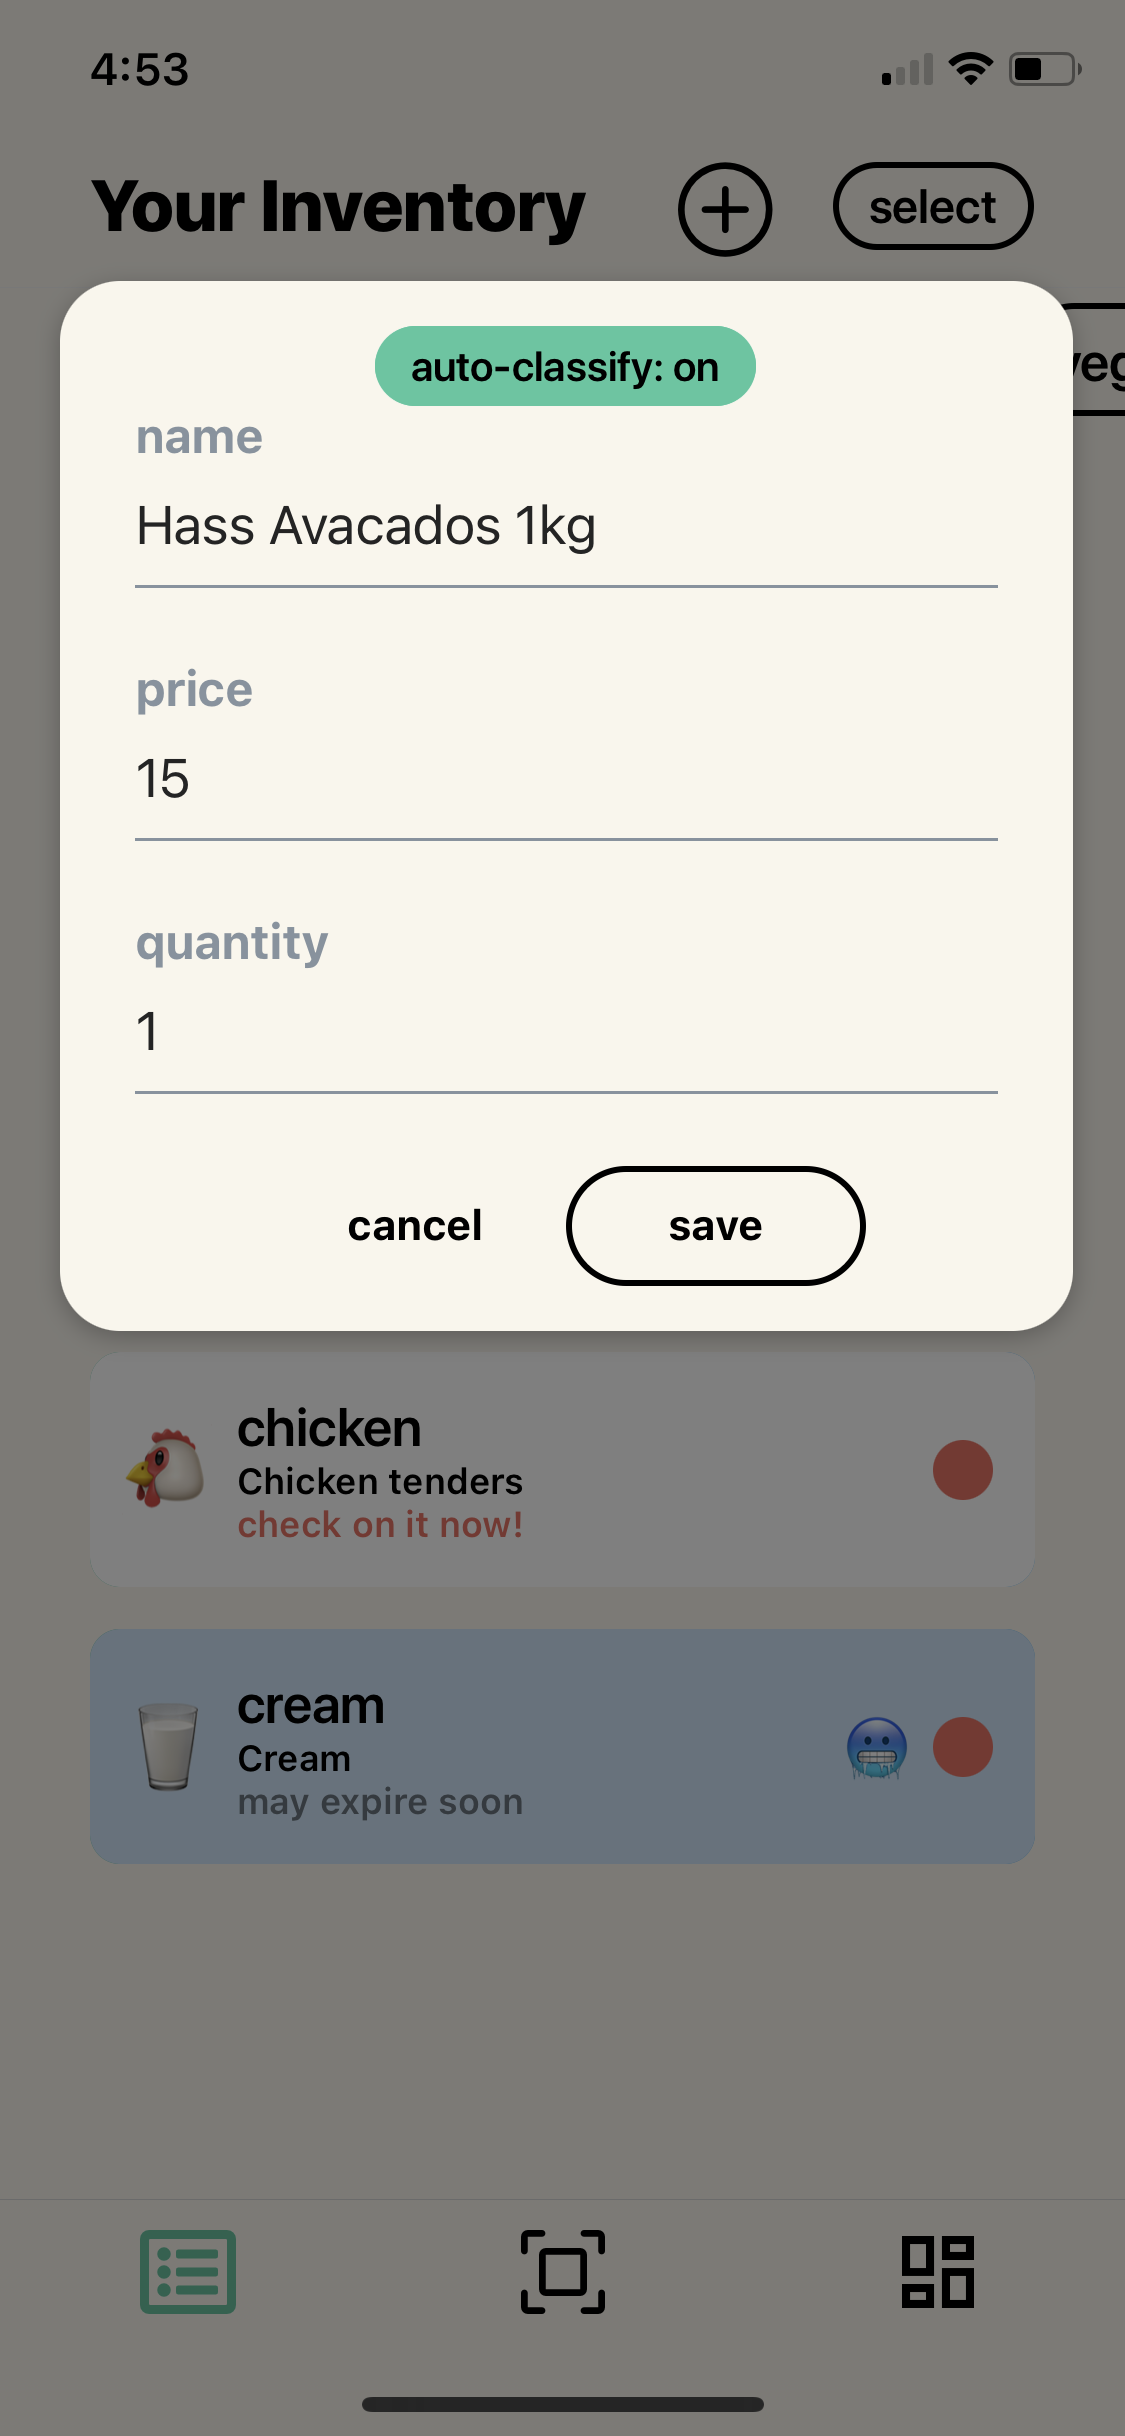 4:53
Your Inventory
select
auto-classify: on
name
Hass Avacados 1kg
price
15
quantity
1
cancel
save
chicken
Chicken tenders
check on it now!
cream
Cream
may expire soon